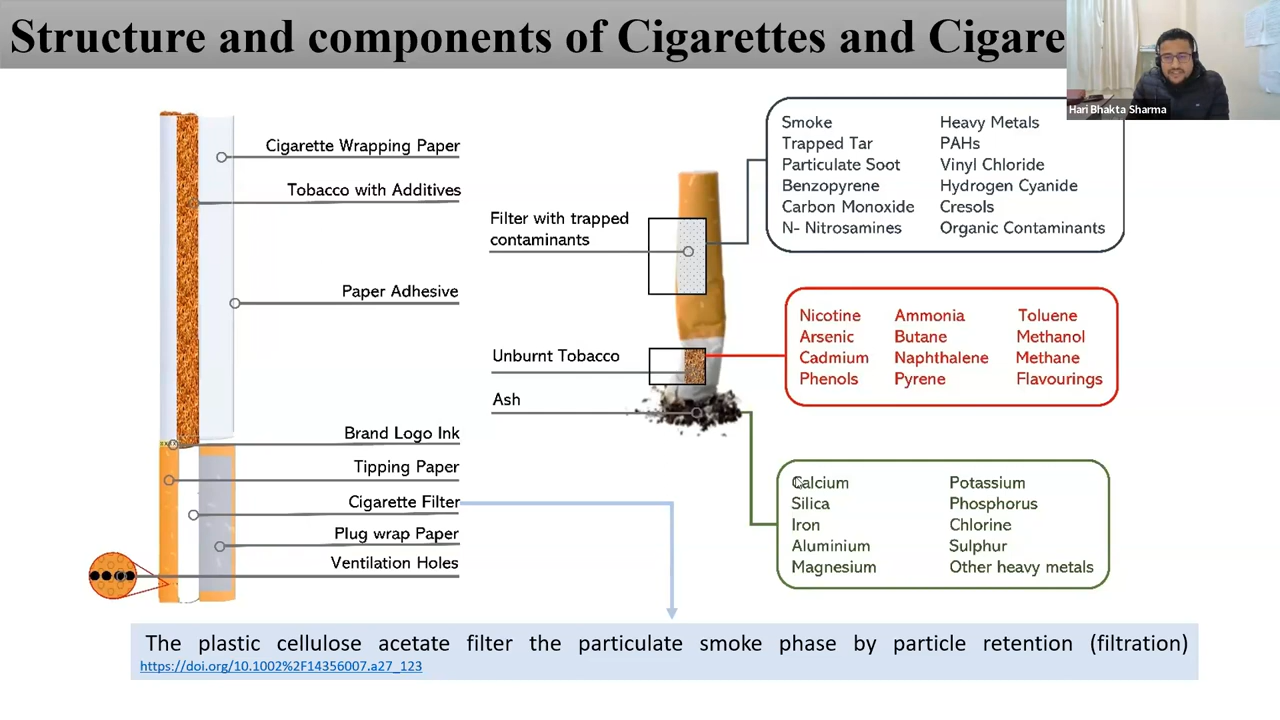 Structure and components of Cigarettes and Cigare
Hari Bhakta Sharma
Cigarette Wrapping Paper
Tobacco with Additives
Paper Adhesive
Brand Logo Ink
Tipping Paper
Cigarette Filter
Plug wrap Paper
Ventilation Holes
Filter with trapped
contaminants
Unburnt Tobacco
Ash
Smoke Heavy Metals
Trapped Tar PAHs
Particulate Soot Vinyl Chloride
Benzopyrene Hydrogen Cyanide
Carbon Monoxide Cresols
N- Nitrosamines Organic Contaminants
Nicotine Ammonia Toluene
Arsenic Butane Methanol
Cadmium Naphthalene Methane
Phenols Pyrene Flavourings
Calcium Potassium
Silica Phosphorus
Iron Chlorine
Aluminium Sulphur
Magnesium Other heavy metals
The plastic cellulose acetate filter the particulate smoke phase by particle retention (filtration)
https://doi.org/10.1002%2F14356007.a27_123